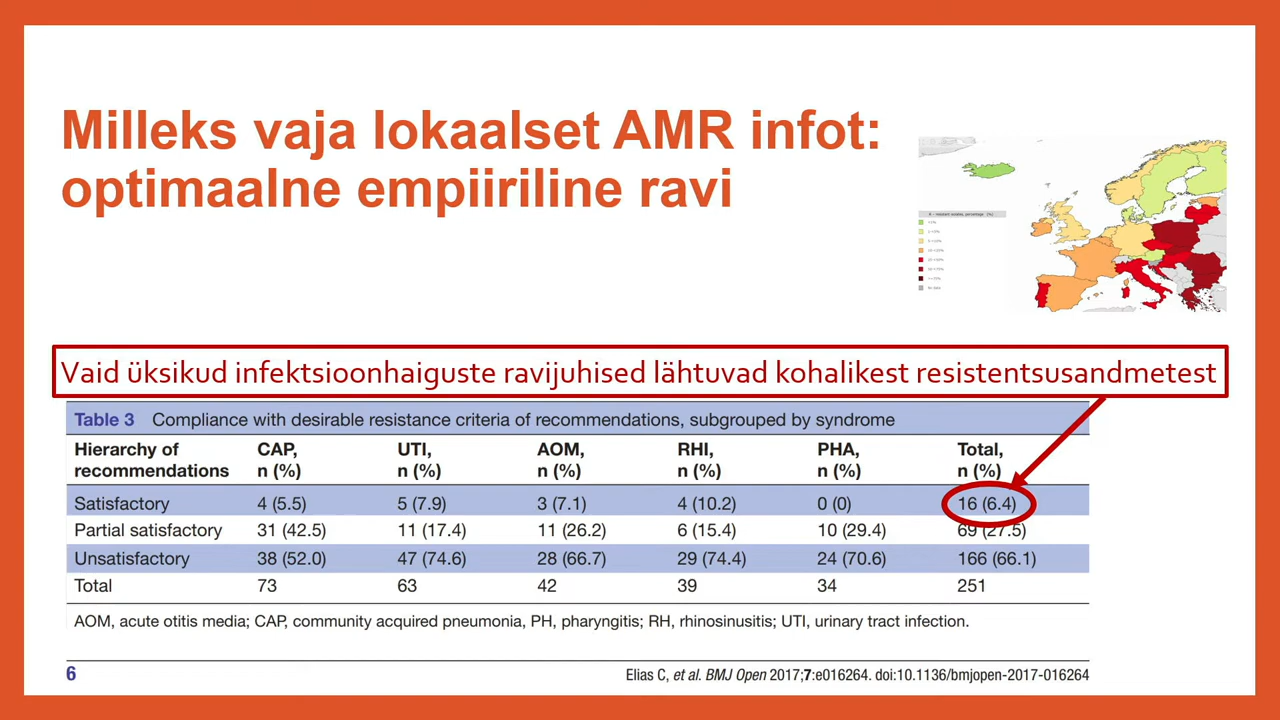 Milleks vaja lokaalset AMR infot:
optimaalne empiiriline ravi
Vaid üksikud infektsioonhaiguste ravijuhised lähtuvad kohalikest resistentsusandmetest
Table 3 Compliance with desirable resistance criteria of recommendations, subgrouped by syndrome
Hierarchy of recommendations CAP, n (%) UTI, n (%) AOM, n (%) RHI, n (%) PHA, n (%) Total, n (%)
Satisfactory 4 (5.5) 5 (7.9) 3 (7.1) 4 (10.2) 0 (0) 16 (6.4)
Partial satisfactory 31 (42.5) 11 (17.4) 11 (26.2) 6 (15.4) 10 (29.4) 69 (27.5)
Unsatisfactory 38 (52.0) 47 (74.6) 28 (66.7) 29 (74.4) 24 (70.6) 166 (66.1)
Total 73 63 42 39 34 251
AOM, acute otitis media; CAP, community acquired pneumonia, PH, pharyngitis; RH, rhinosinusitis; UTI, urinary tract infection.
6 Elias C, et al. BMJ Open 2017;7:e016264. doi:10.1136/bmjopen-2017-016264